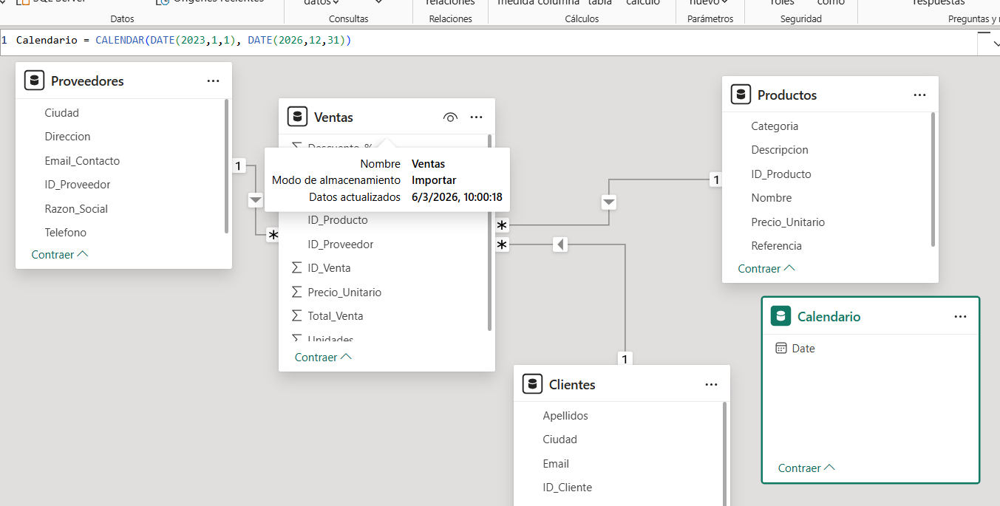 SQL Server
Orígenes recientes
datos
relaciones
medida columna tabla cálculo
nuevo
roles como
respuestas
Datos
Consultas
Relaciones
Cálculos
Parámetros
Seguridad
Preguntas y
1 Calendario = CALENDAR(DATE(2023,1,1), DATE(2026,12,31))
Proveedores
Ciudad
Direccion
Email_Contacto
ID_Proveedor
Razon_Social
Telefono
Contraer
1
*
Ventas
Descuento_%
Nombre Ventas
Modo de almacenamiento Importar
Datos actualizados 6/3/2026, 10:00:18
ID_Producto
ID_Proveedor
∑ ID_Venta
∑ Precio_Unitario
∑ Total_Venta
∑ Unidades
Contraer
*
*
1
1
Productos
Categoria
Descripcion
ID_Producto
Nombre
Precio_Unitario
Referencia
Contraer
Calendario
Date
Contraer
Clientes
Apellidos
Ciudad
Email
ID_Cliente